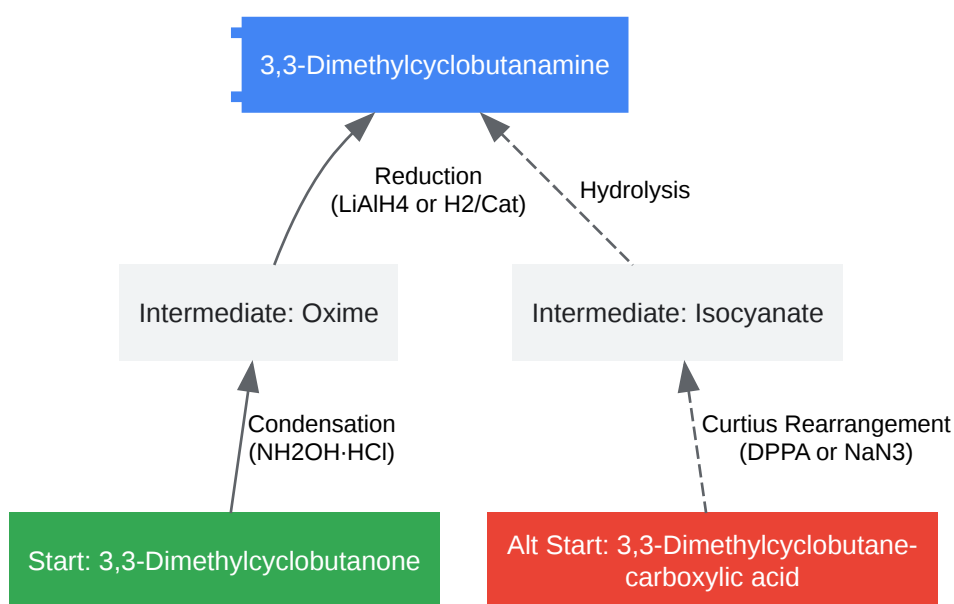 3,3-Dimethylcyclobutanamine
Reduction
(LiAlH4 or H2/Cat)
Hydrolysis
Intermediate: Oxime
Intermediate: Isocyanate
Condensation
(NH2OH·HCl)
Curtius Rearrangement
(DPPA or NaN3)
Start: 3,3-Dimethylcyclobutanone
Alt Start: 3,3-Dimethylcyclobutane-
carboxylic acid